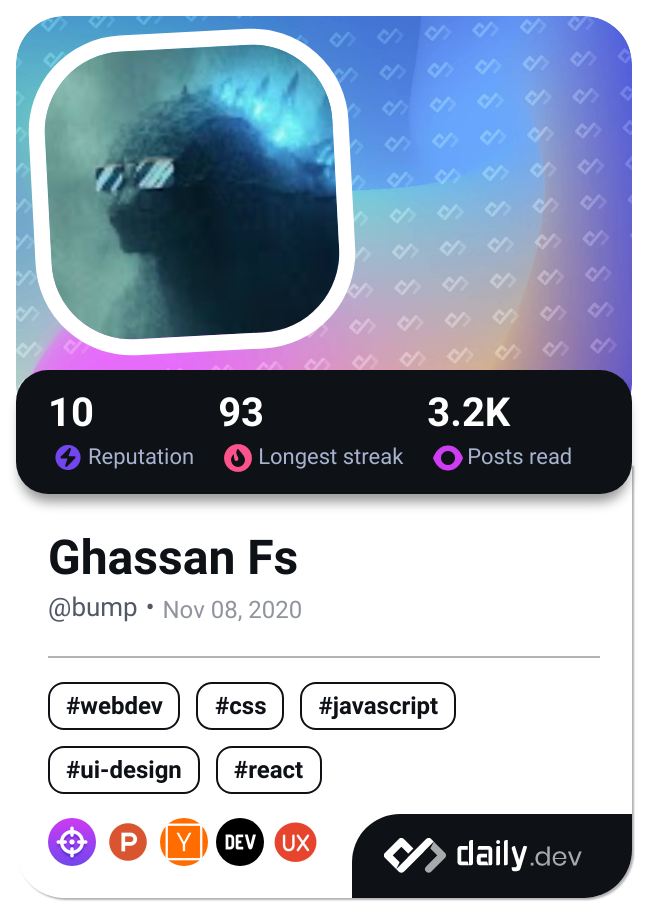 10 93 3.2K
Reputation Longest streak Posts read
Ghassan Fs
@bump • Nov 08, 2020
#webdev #css #javascript
#ui-design #react
P Y DEV UX
daily.dev